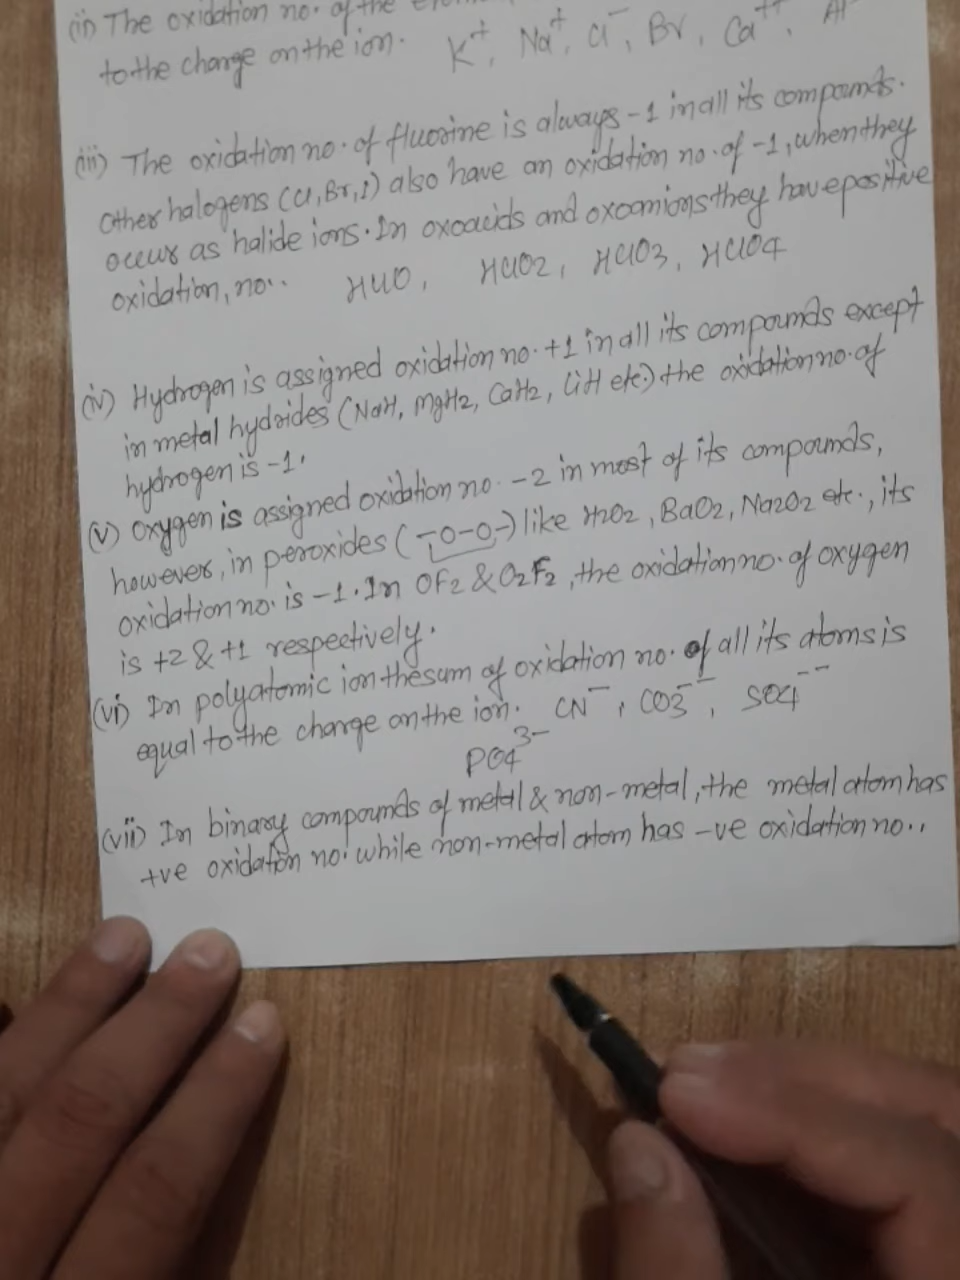 (ii) The oxidation no. of the
to the charge on the ion. K+, Na+, Cl-, Br, Ca++, Al
(iii) The oxidation no. of fluorine is always -1 in all its compounds.
Other halogens (Cl, Br, I) also have an oxidation no. of -1, when they
occur as halide ions. In oxoacids and oxoanions they have positive
oxidation, no.. HClO, HClO2, HClO3, HClO4
(iv) Hydrogen is assigned oxidation no. +1 in all its compounds except
in metal hydrides (NaH, MgH2, CaH2, LiH etc.) the oxidation no. of
hydrogen is -1.
(v) Oxygen is assigned oxidation no. -2 in most of its compounds,
however, in peroxides (-O-O-) like H2O2, BaO2, Na2O2 etc., its
oxidation no. is -1. In OF2 & O2F2, the oxidation no. of oxygen
is +2 & +1 respectively.
(vi) In polyatomic ion the sum of oxidation no. of all its atoms is
equal to the charge on the ion. CN-, CO3--, SO4--
PO4 3-
(vii) In binary compounds of metal & non-metal, the metal atom has
+ve oxidation no. while non-metal atom has -ve oxidation no..